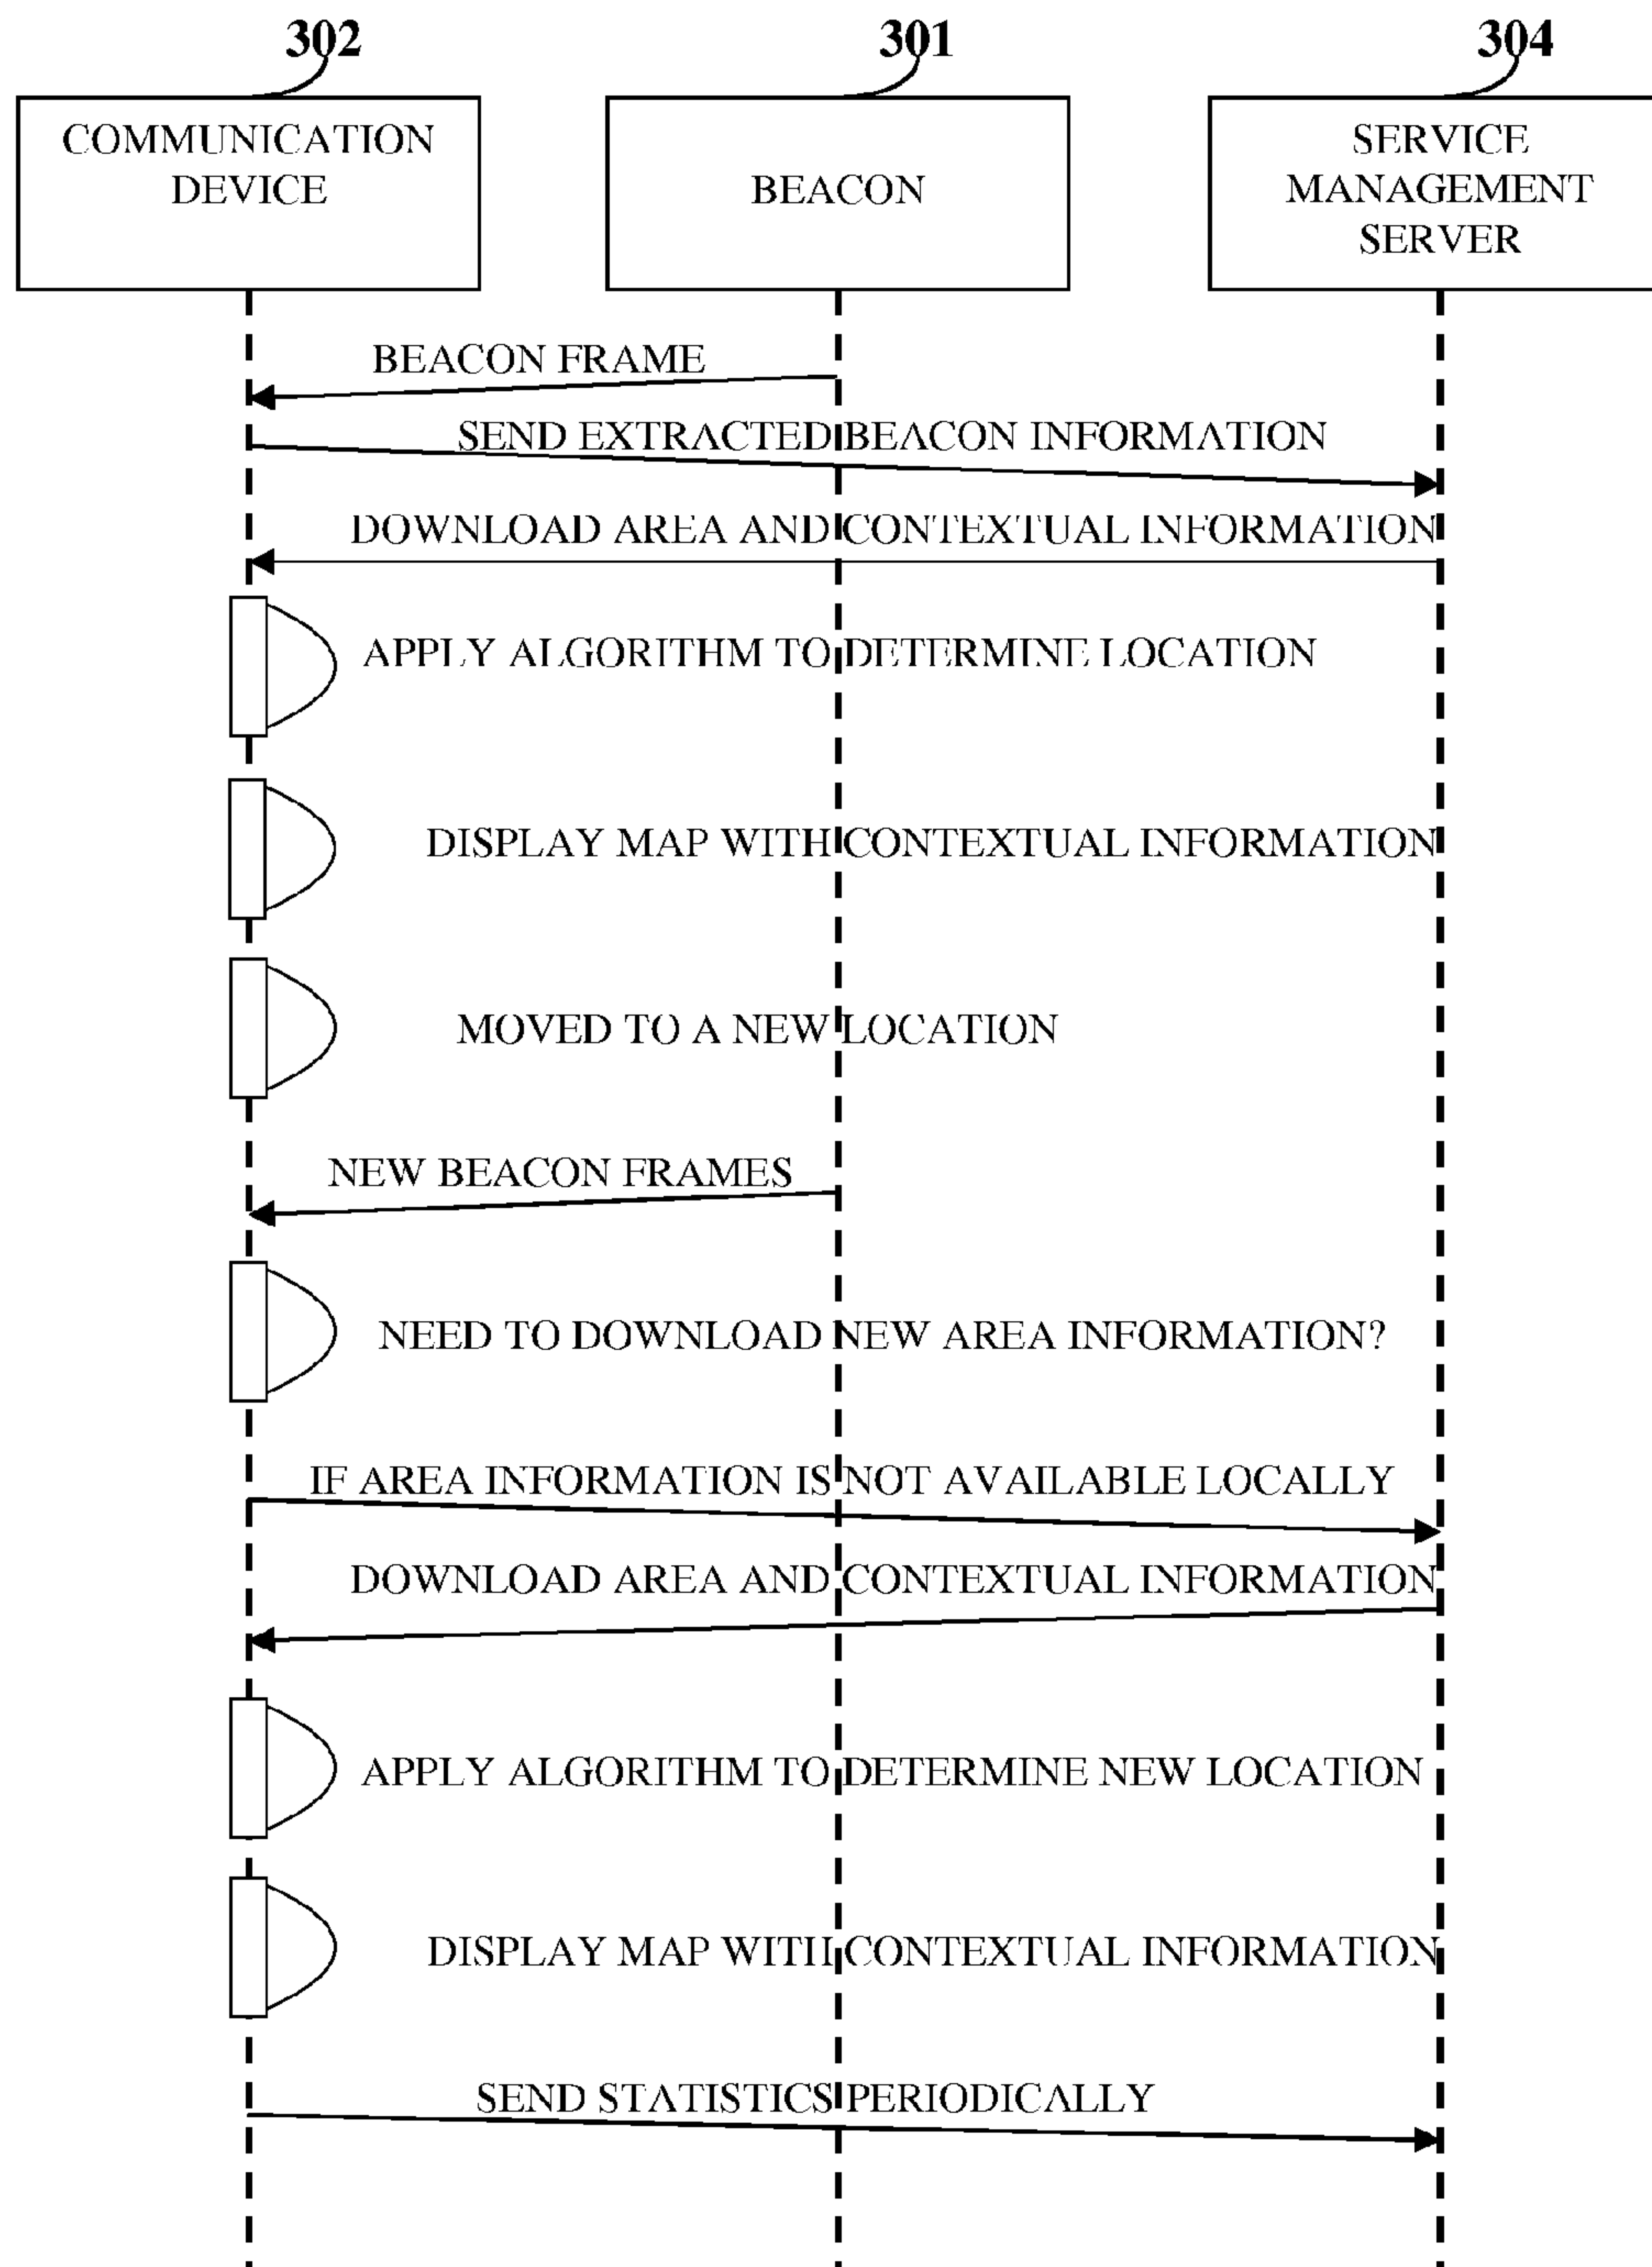 302
301
304
COMMUNICATION
DEVICE
BEACON
SERVICE
MANAGEMENT
SERVER
BEACON FRAME
SEND EXTRACTED BEACON INFORMATION
DOWNLOAD AREA AND CONTEXTUAL INFORMATION
APPLY ALGORITHM TO DETERMINE LOCATION
DISPLAY MAP WITH CONTEXTUAL INFORMATION
MOVED TO A NEW LOCATION
NEW BEACON FRAMES
NEED TO DOWNLOAD NEW AREA INFORMATION?
IF AREA INFORMATION IS NOT AVAILABLE LOCALLY
DOWNLOAD AREA AND CONTEXTUAL INFORMATION
APPLY ALGORITHM TO DETERMINE NEW LOCATION
DISPLAY MAP WITH CONTEXTUAL INFORMATION
SEND STATISTICS PERIODICALLY